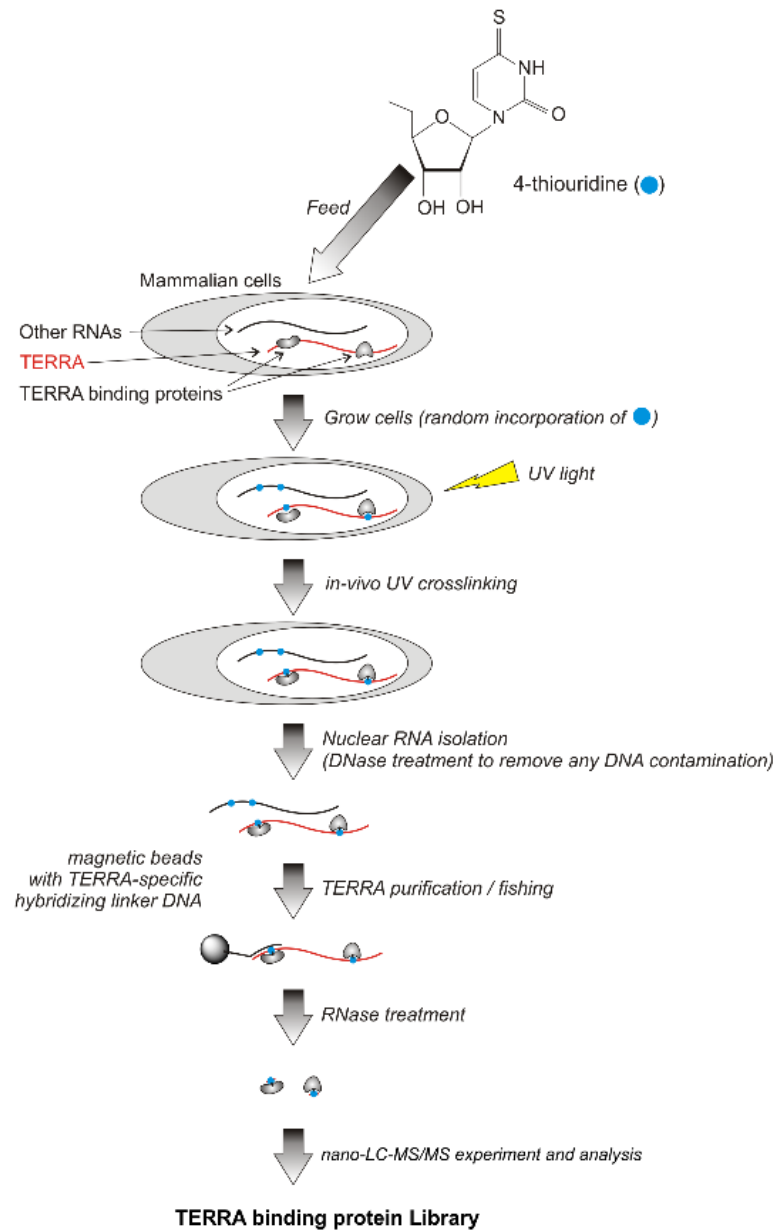 S
NH
N
O
O
OH
OH
4-thiouridine ( )
Feed
Mammalian cells
Other RNAs
TERRA
TERRA binding proteins
Grow cells (random incorporation of )
UV light
in-vivo UV crosslinking
Nuclear RNA isolation
(DNase treatment to remove any DNA contamination)
magnetic beads
with TERRA-specific
hybridizing linker DNA
TERRA purification / fishing
RNase treatment
nano-LC-MS/MS experiment and analysis
TERRA binding protein Library